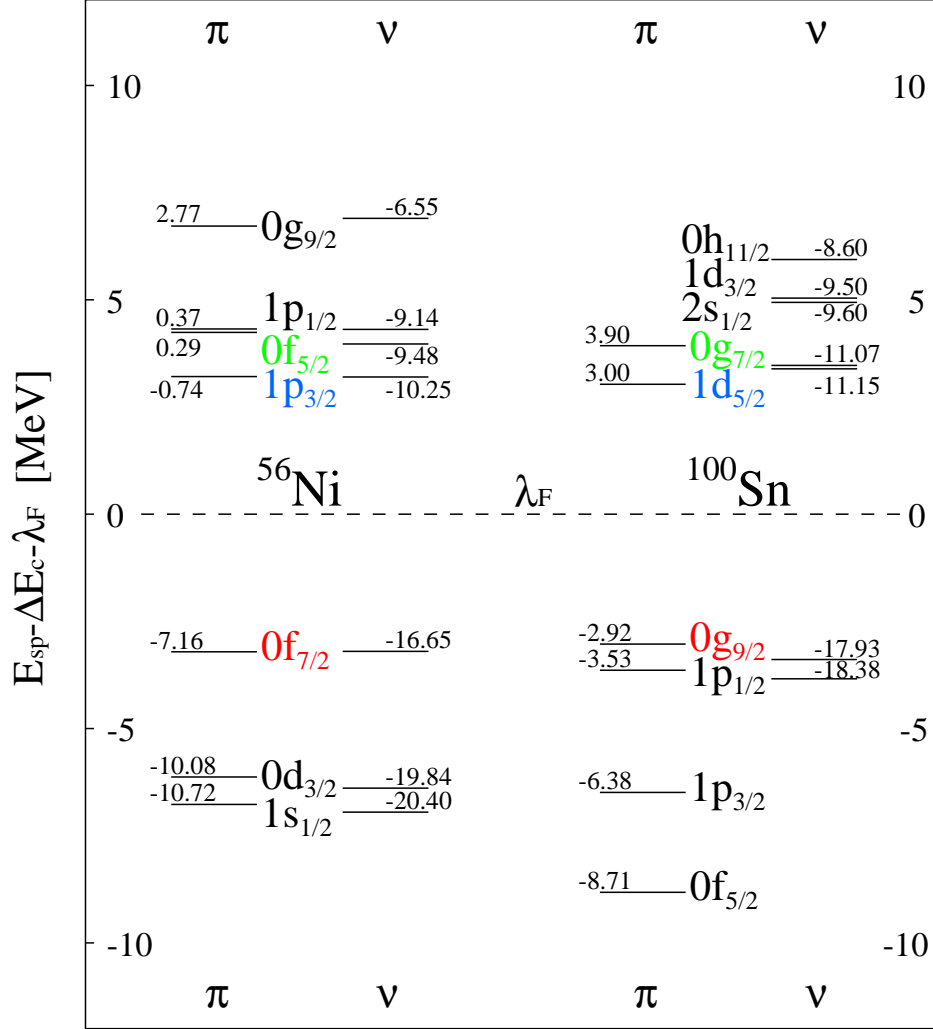 π ν π ν
10 10
2.77 0g9/2 -6.55
0h11/2 -8.60
1d3/2 -9.50
5 2s1/2 -9.60 5
0.37 1p1/2 -9.14
0.29 0f5/2 -9.48
3.90 0g7/2 -11.07
-0.74 1p3/2 -10.25
3.00 1d5/2 -11.15
Esp-ΔEc-λF [MeV]
56Ni λF 100Sn
0 0
-7.16 0f7/2 -16.65
-2.92 0g9/2 -17.93
-3.53 1p1/2 -18.38
-5 -5
-10.08 0d3/2 -19.84
-10.72 1s1/2 -20.40
-6.38 1p3/2
-8.71 0f5/2
-10 -10
π ν π ν